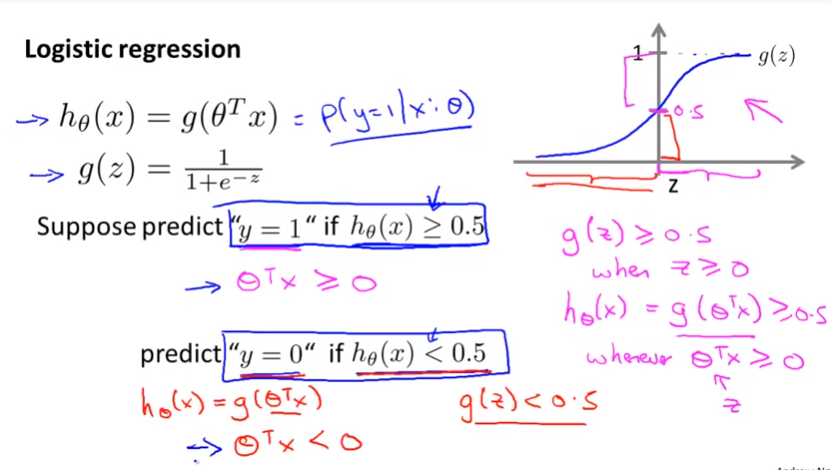 Logistic regression
1
g(z)
0.5
z
→ hθ(x) = g(θᵀx) = p(y=1|x;θ)
→ g(z) = 1/(1+e⁻ᶻ)
Suppose predict “y = 1“ if hθ(x) ≥ 0.5
→ θᵀx ≥ 0
g(z) ≥ 0.5
when z ≥ 0
hθ(x) = g(θᵀx) ≥ 0.5
whenever θᵀx ≥ 0
z
predict “y = 0“ if hθ(x) < 0.5
hθ(x) = g(θᵀx)
g(z) < 0.5
→ θᵀx < 0